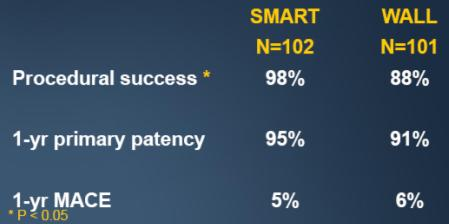 SMART WALL
N=102 N=101
Procedural success * 98% 88%
1-yr primary patency 95% 91%
1-yr MACE 5% 6%
* P < 0.05